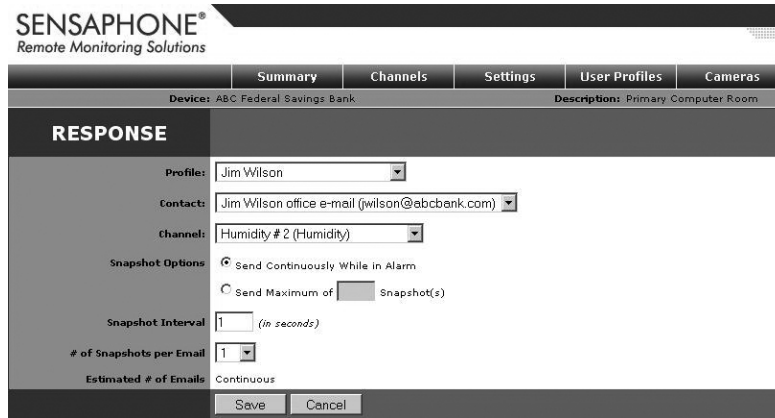 SENSAPHONE®
Remote Monitoring Solutions
Summary Channels Settings User Profiles Cameras
Device: ABC Federal Savings Bank Description: Primary Computer Room
RESPONSE
Profile: Jim Wilson
Contact: Jim Wilson office e-mail (jwilson@abcbank.com)
Channel: Humidity # 2 (Humidity)
Snapshot Options Send Continuously While in Alarm
Send Maximum of Snapshot(s)
Snapshot Interval 1 (in seconds)
# of Snapshots per Email 1
Estimated # of Emails Continuous
Save Cancel